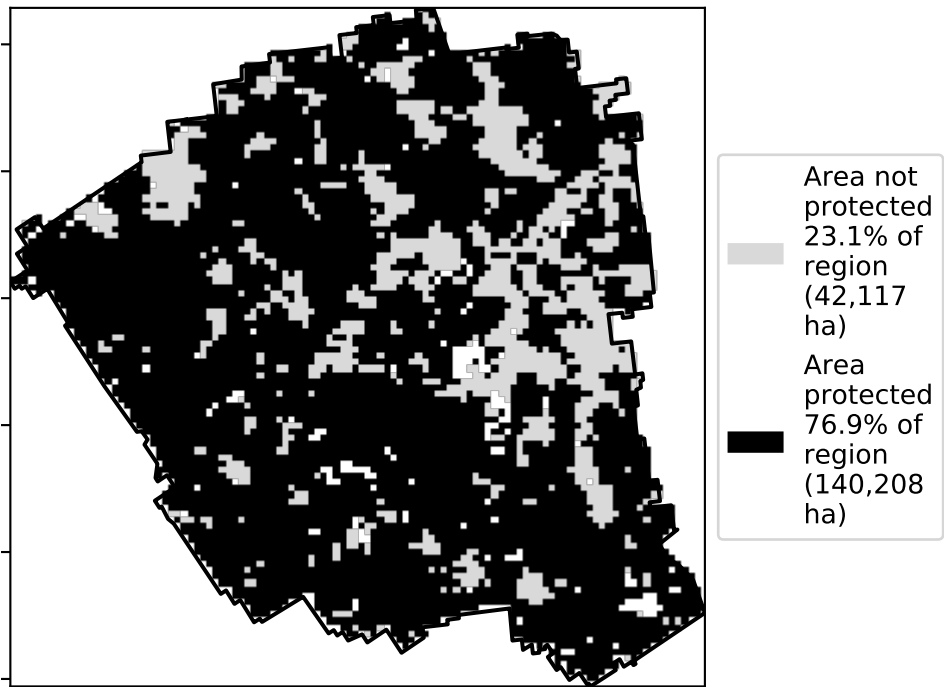 Area not
protected
23.1% of
region
(42,117
ha)
Area
protected
76.9% of
region
(140,208
ha)